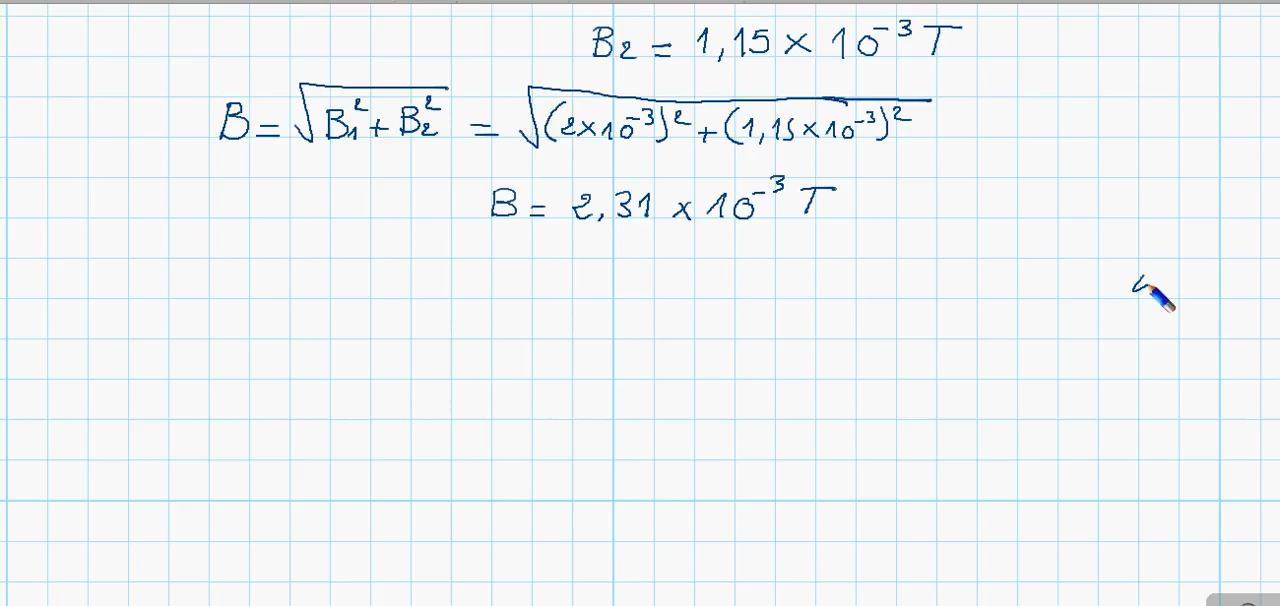 B₂ = 1,15 × 10⁻³ T
B = √(B₁² + B₂²) = √((2×10⁻³)² + (1,15×10⁻³)²)
B = 2,31 × 10⁻³ T